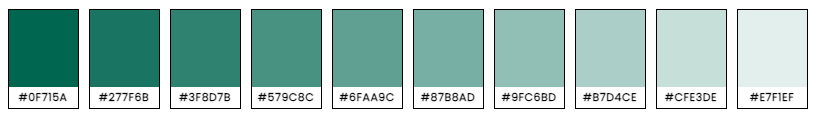 #0F715A
#277F6B
#3F8D7B
#579C8C
#6FAA9C
#87B8AD
#9FC6BD
#B7D4CE
#CFE3DE
#E7F1EF